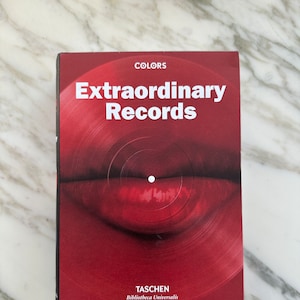 COLORS
Extraordinary
Records
TASCHEN
Bibliotheca Universalis